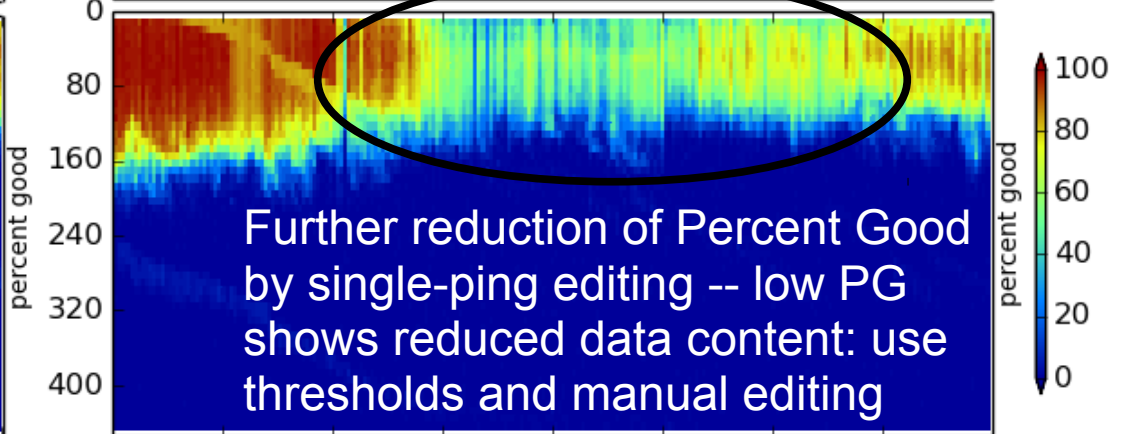 0
80
160
240
320
400
percent good
Further reduction of Percent Good
by single-ping editing -- low PG
shows reduced data content: use
thresholds and manual editing
percent good
100
80
60
40
20
0